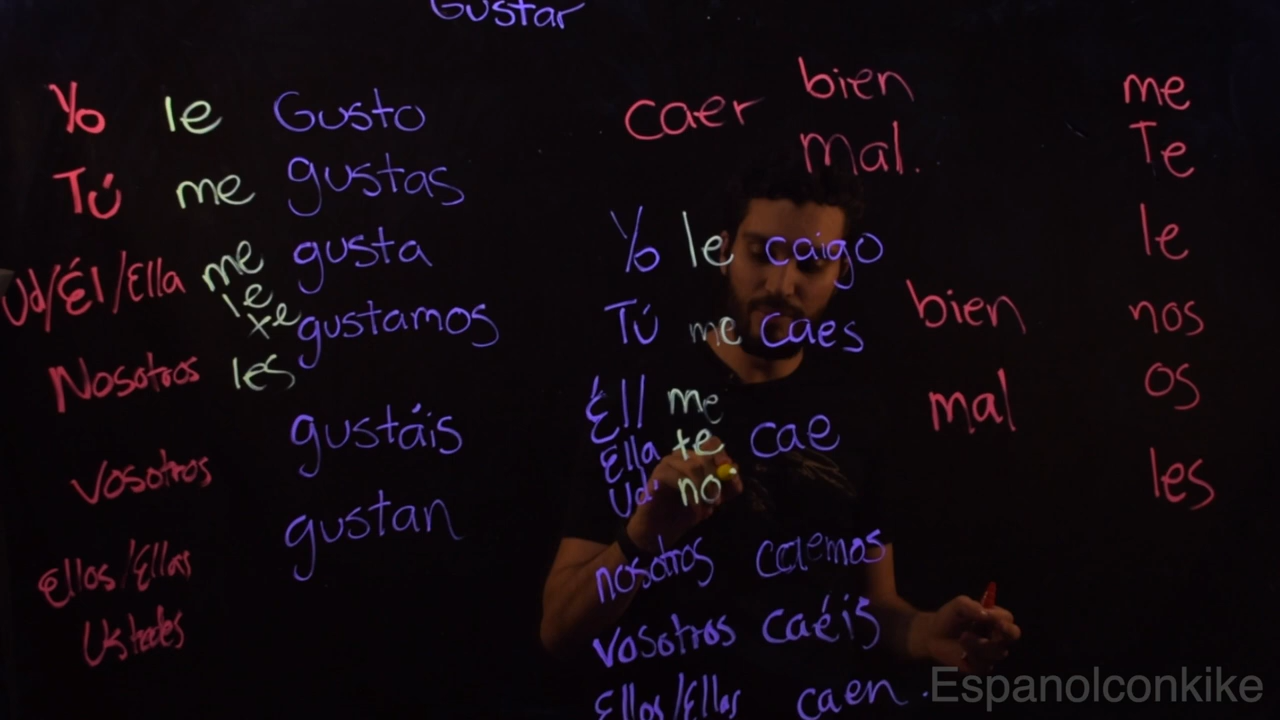 Gustar
Yo le Gusto
Tú me gustas
Ud/Él/Ella me gusta
le
te gustamos
Nosotros les
Vosotros gustáis
Ellos/Ellas gustan
Ustedes
caer bien
mal.
Yo le caigo
Tú me caes
Éll me
Ella te cae
Ud. no
bien
mal
nosotros caemos
vosotros caéis
Ellos/Ellas caen.
me
Te
le
nos
os
les
Espanolconkike